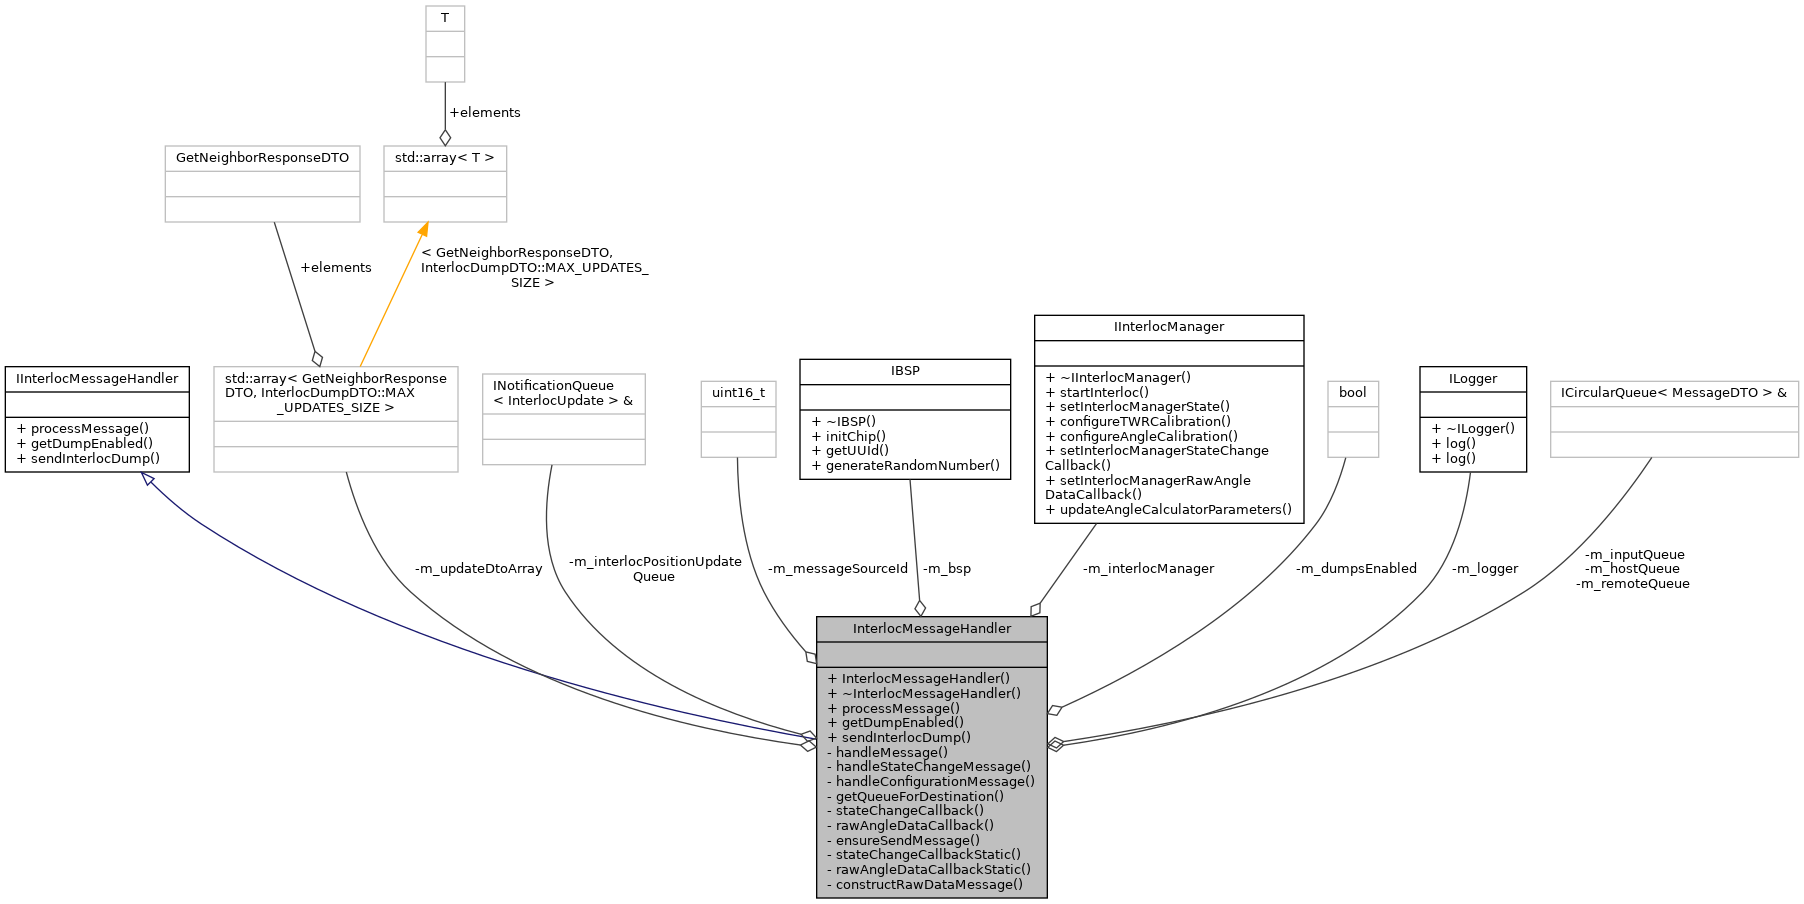 T
+elements
GetNeighborResponseDTO
std::array< T >
+elements
< GetNeighborResponseDTO,
InterlocDumpDTO::MAX_UPDATES_
SIZE >
IInterlocMessageHandler
+ processMessage()
+ getDumpEnabled()
+ sendInterlocDump()
std::array< GetNeighborResponse
DTO, InterlocDumpDTO::MAX
_UPDATES_SIZE >
INotificationQueue
< InterlocUpdate > &
uint16_t
IBSP
+ ~IBSP()
+ initChip()
+ getUUId()
+ generateRandomNumber()
IInterlocManager
+ ~IInterlocManager()
+ startInterloc()
+ setInterlocManagerState()
+ configureTWRCalibration()
+ configureAngleCalibration()
+ setInterlocManagerStateChange
Callback()
+ setInterlocManagerRawAngle
DataCallback()
+ updateAngleCalculatorParameters()
bool
ILogger
+ ~ILogger()
+ log()
+ log()
ICircularQueue< MessageDTO > &
-m_updateDtoArray
-m_interlocPositionUpdate
Queue
-m_messageSourceId
-m_bsp
-m_interlocManager
-m_dumpsEnabled
-m_logger
-m_inputQueue
-m_hostQueue
-m_remoteQueue
InterlocMessageHandler
+ InterlocMessageHandler()
+ ~InterlocMessageHandler()
+ processMessage()
+ getDumpEnabled()
+ sendInterlocDump()
- handleMessage()
- handleStateChangeMessage()
- handleConfigurationMessage()
- getQueueForDestination()
- stateChangeCallback()
- rawAngleDataCallback()
- ensureSendMessage()
- stateChangeCallbackStatic()
- rawAngleDataCallbackStatic()
- constructRawDataMessage()